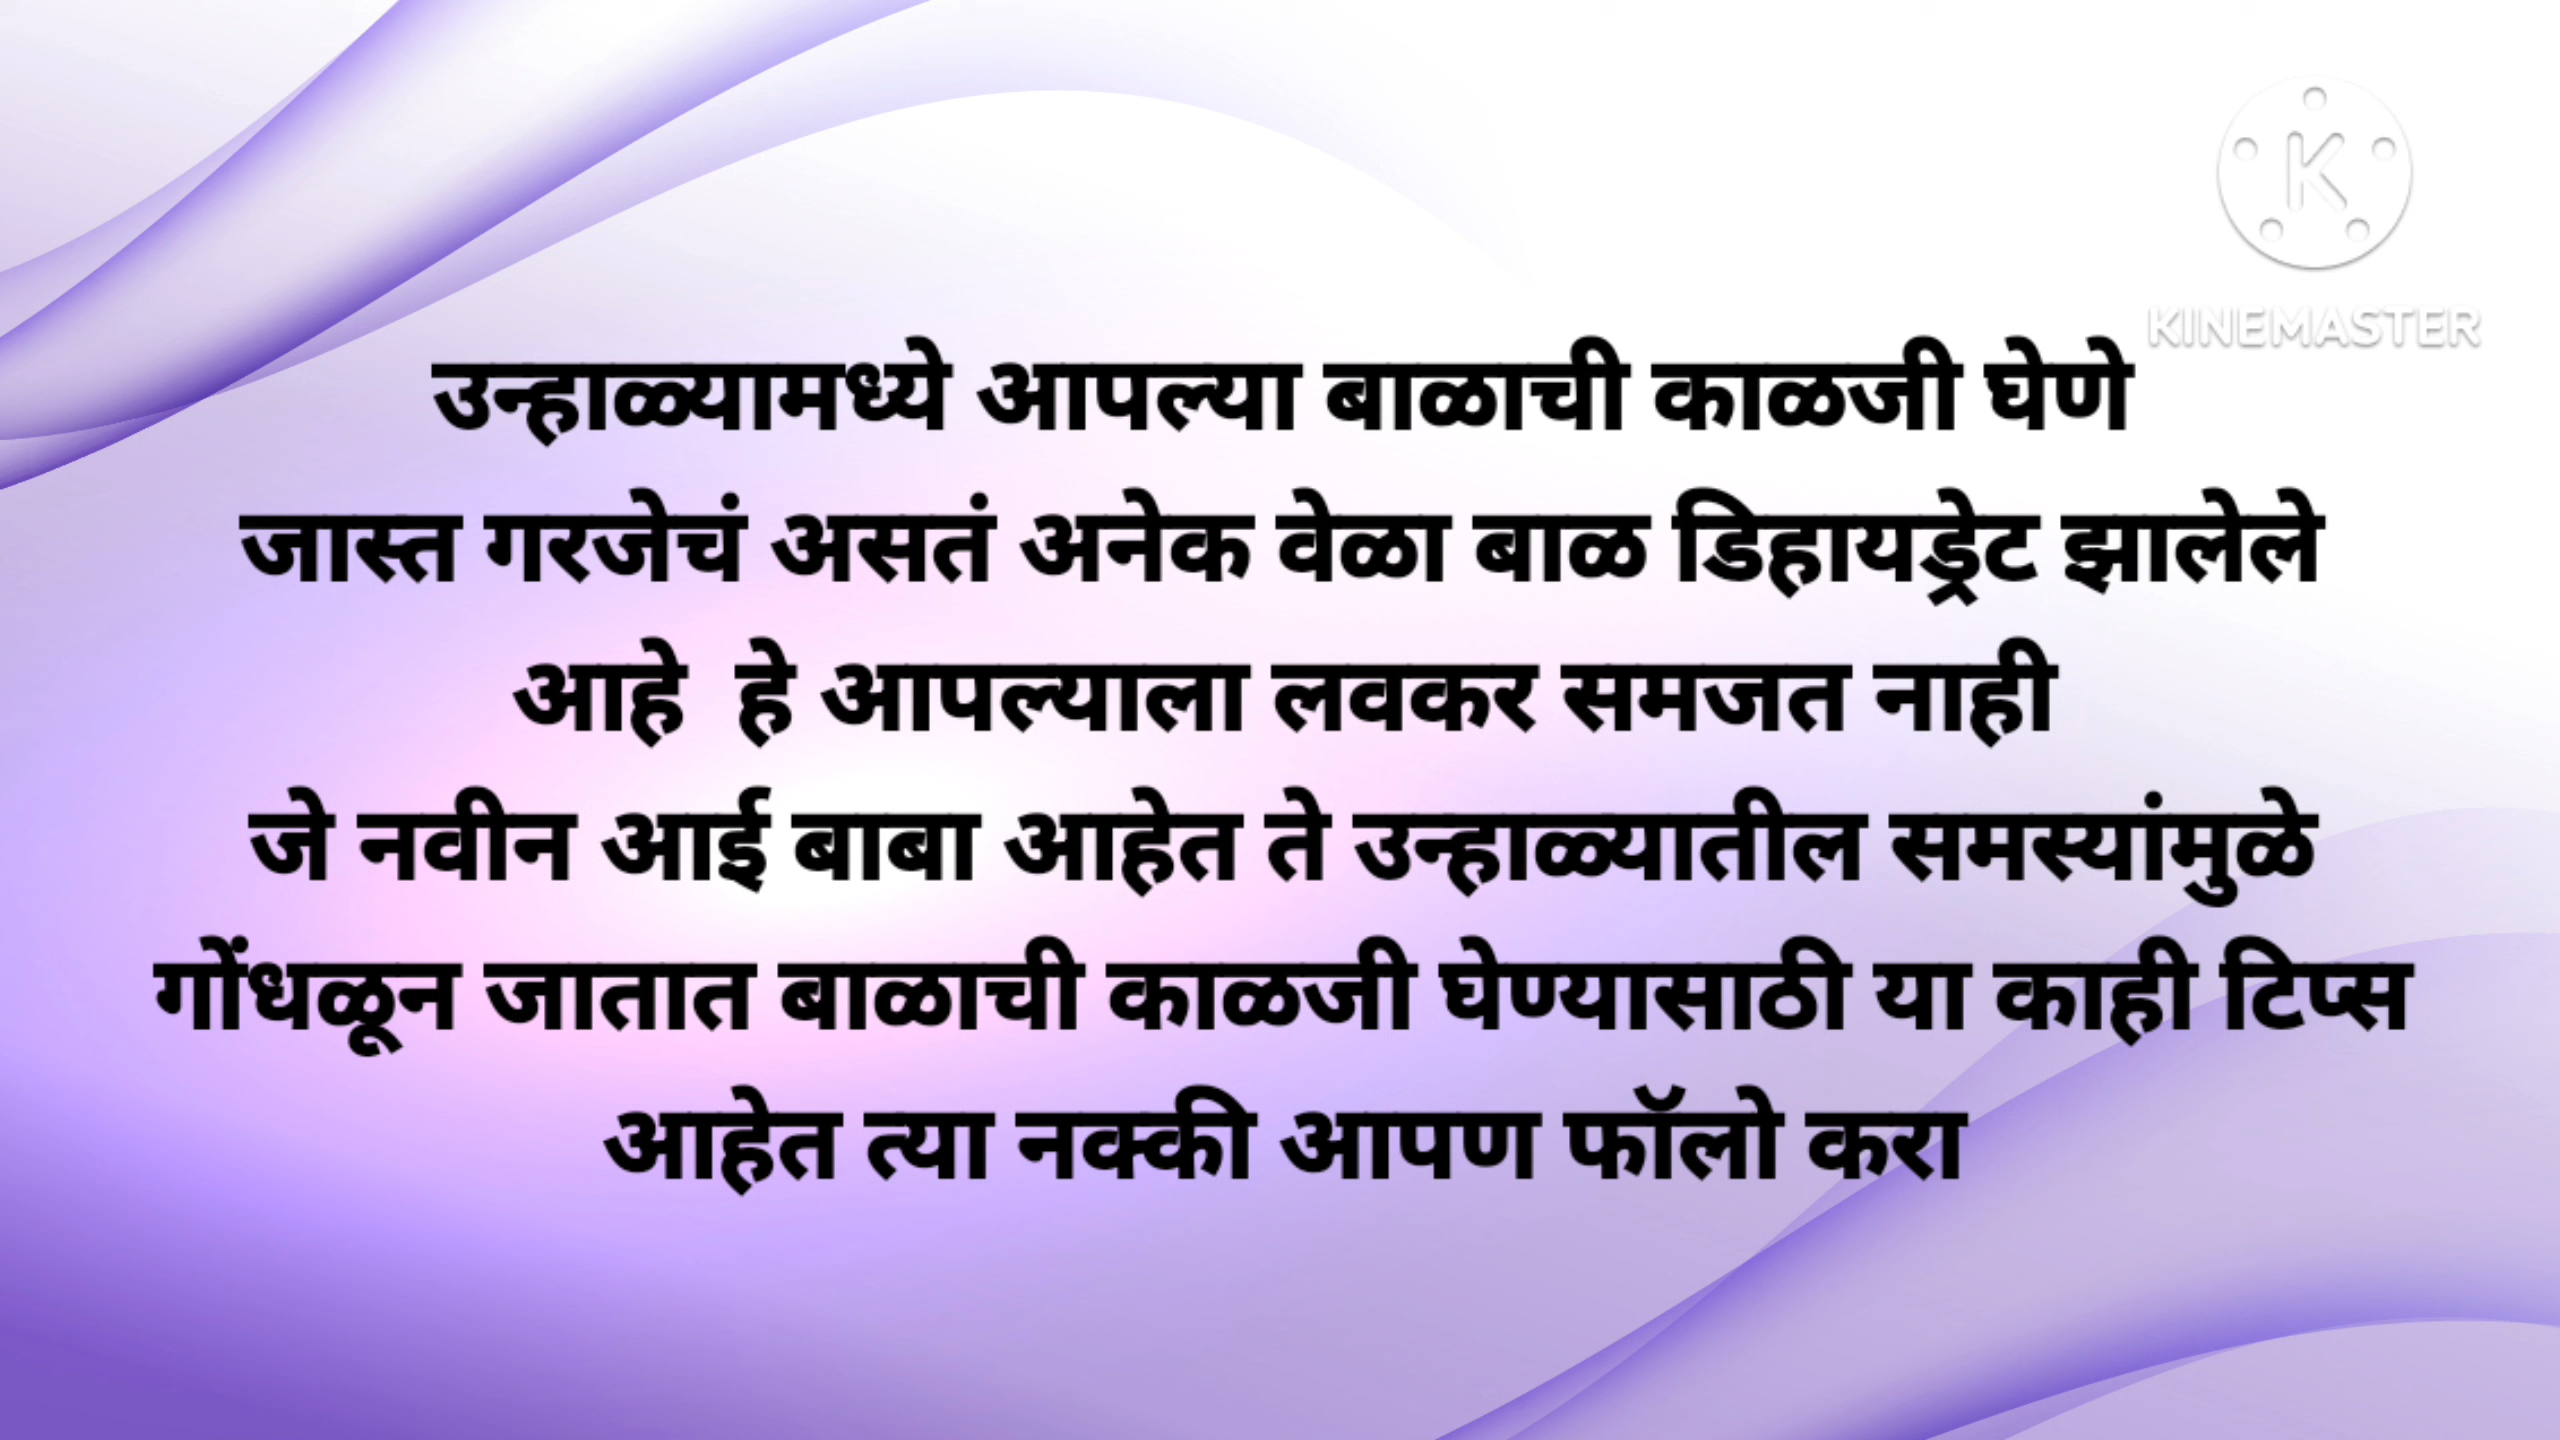 KINEMASTER
उन्हाळ्यामध्ये आपल्या बाळाची काळजी घेणे
जास्त गरजेचं असतं अनेक वेळा बाळ डिहायड्रेट झालेले
आहे  हे आपल्याला लवकर समजत नाही
जे नवीन आई बाबा आहेत ते उन्हाळ्यातील समस्यांमुळे
गोंधळून जातात बाळाची काळजी घेण्यासाठी या काही टिप्स
आहेत त्या नक्की आपण फॉलो करा